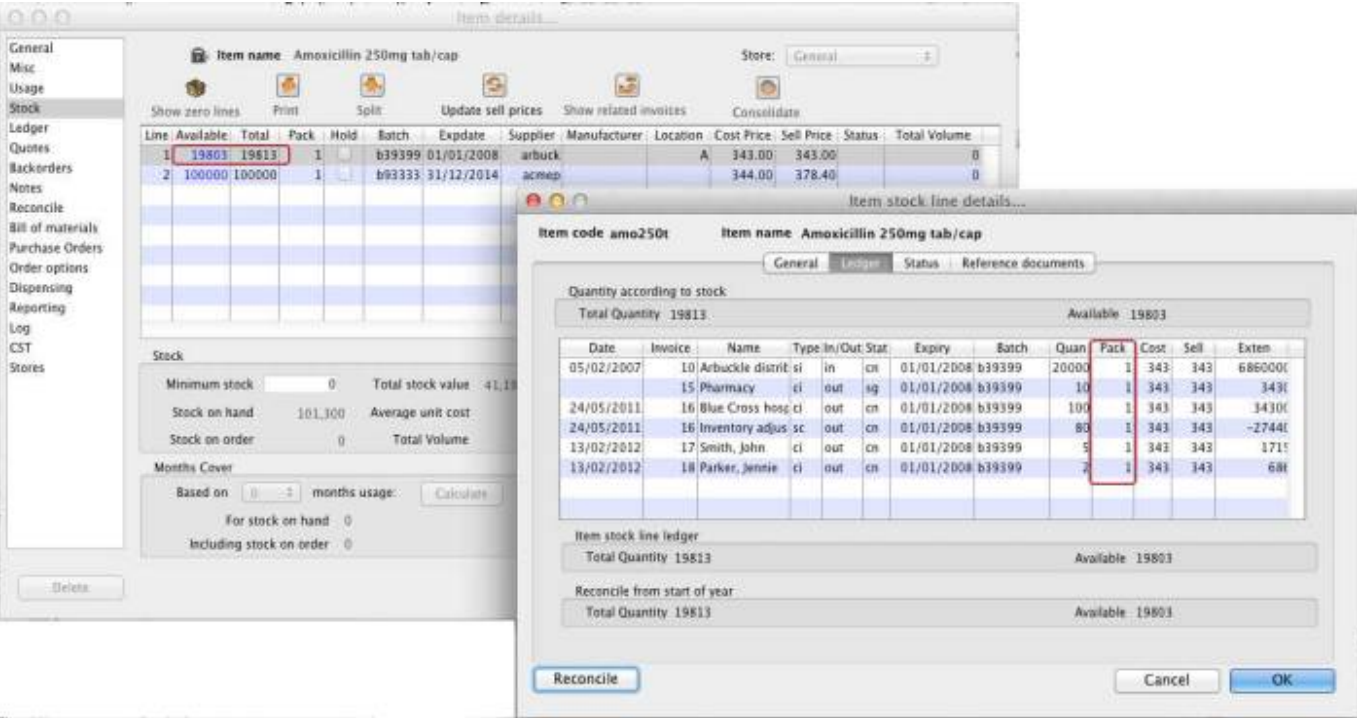 Item details...
General
Misc
Usage
Stock
Ledger
Quotes
Backorders
Notes
Reconcile
Bill of materials
Purchase Orders
Order options
Dispensing
Reporting
Log
CST
Stores
Delete
Item name Amoxicillin 250mg tab/cap
Store: General
Show zero lines Print Split Update sell prices Show related invoices Consolidate
Line Available Total Pack Hold Batch Expdate Supplier Manufacturer Location Cost Price Sell Price Status Total Volume
1 19803 19813 1 b39399 01/01/2008 arbuck A 343.00 343.00 0
2 100000 100000 1 b93333 31/12/2014 acmep 344.00 378.40 0
Stock
Minimum stock 0 Total stock value
Stock on hand 101,300 Average unit cost
Stock on order 0 Total Volume
Months Cover
Based on 0 months usage: Calculate
For stock on hand 0
Including stock on order 0
Item stock line details...
Item code amo250t Item name Amoxicillin 250mg tab/cap
General Ledger Status Reference documents
Quantity according to stock
Total Quantity 19813 Available 19803
Date Invoice Name Type In/Out Stat Expiry Batch Quan Pack Cost Sell Exten
05/02/2007 10 Arbuckle distrib si in cn 01/01/2008 b39399 20000 1 343 343 6860000
15 Pharmacy ci out sg 01/01/2008 b39399 10 1 343 343 3430
24/05/2011 16 Blue Cross hosp ci out cn 01/01/2008 b39399 100 1 343 343 34300
24/05/2011 16 Inventory adjus sc out cn 01/01/2008 b39399 80 1 343 343 -27440
13/02/2012 17 Smith, John ci out cn 01/01/2008 b39399 5 1 343 343 1715
13/02/2012 18 Parker, Jennie ci out cn 01/01/2008 b39399 2 1 343 343 686
Item stock line ledger
Total Quantity 19813 Available 19803
Reconcile from start of year
Total Quantity 19813 Available 19803
Reconcile Cancel OK